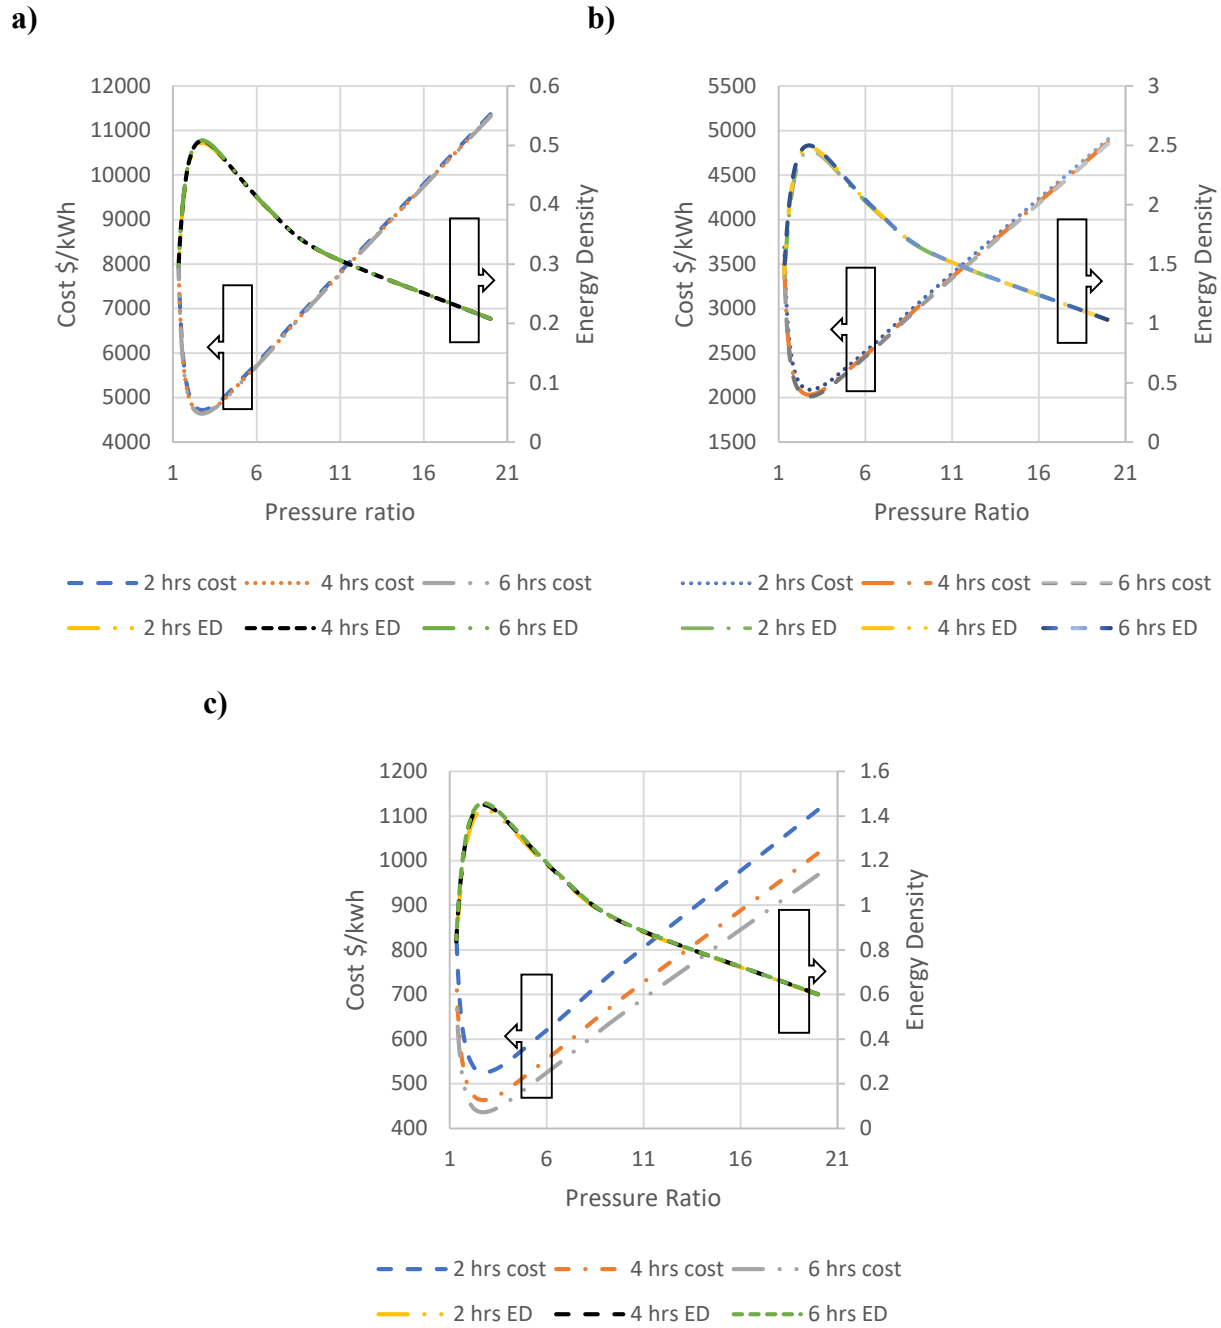 a)
12000
11000
10000
9000
8000
7000
6000
5000
4000
Cost $/kWh
0.6
0.5
0.4
0.3
0.2
0.1
0
Energy Density
1 6 11 16 21
Pressure ratio
2 hrs cost 4 hrs cost 6 hrs cost
2 hrs ED 4 hrs ED 6 hrs ED
b)
5500
5000
4500
4000
3500
3000
2500
2000
1500
Cost $/kWh
3
2.5
2
1.5
1
0.5
0
Energy Density
1 6 11 16 21
Pressure Ratio
2 hrs Cost 4 hrs cost 6 hrs cost
2 hrs ED 4 hrs ED 6 hrs ED
c)
1200
1100
1000
900
800
700
600
500
400
Cost $/kwh
1.6
1.4
1.2
1
0.8
0.6
0.4
0.2
0
Energy Density
1 6 11 16 21
Pressure Ratio
2 hrs cost 4 hrs cost 6 hrs cost
2 hrs ED 4 hrs ED 6 hrs ED